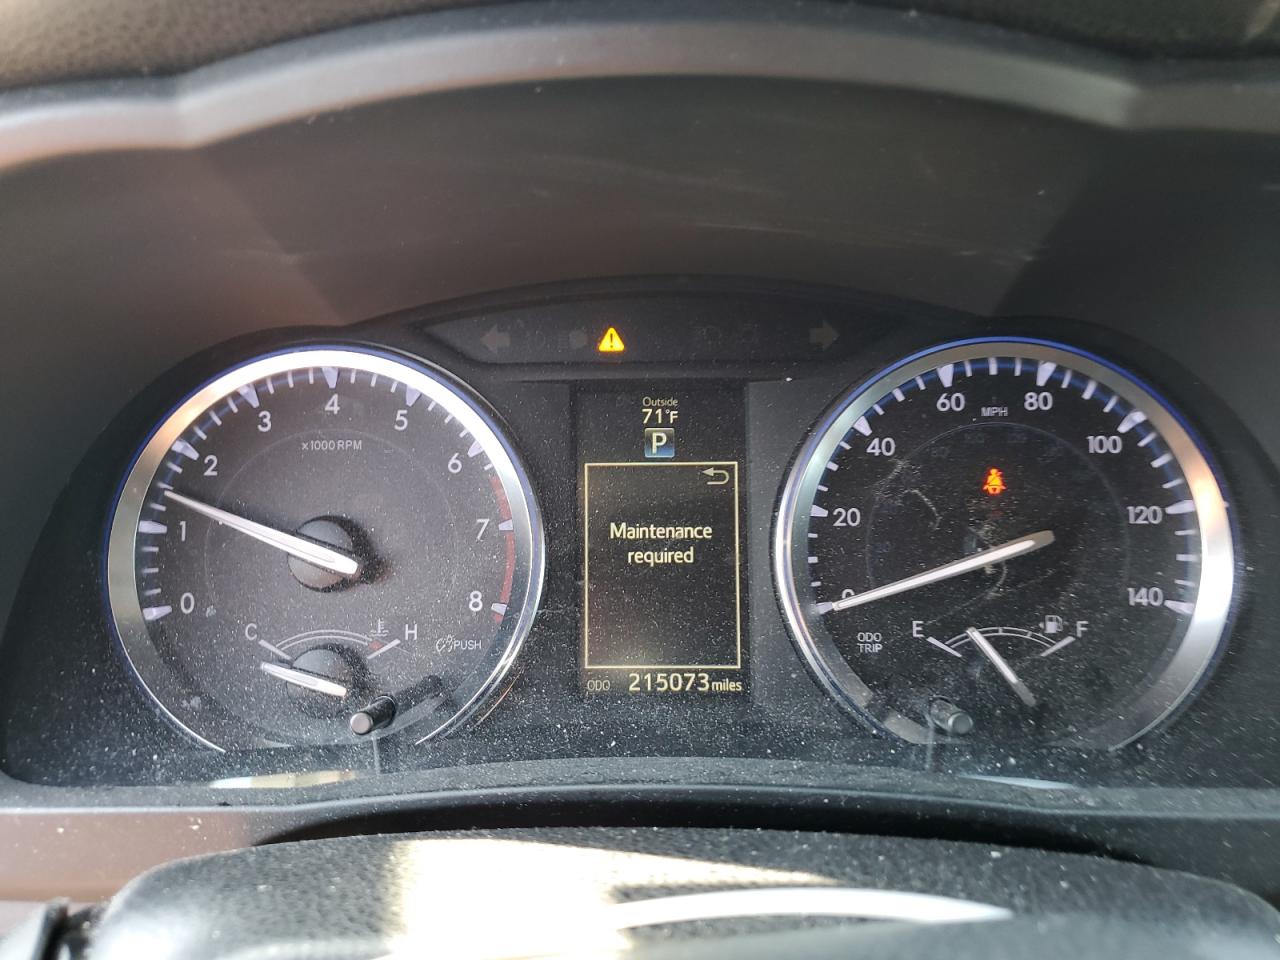 Outside
71°F
P
Maintenance
required
ODO 215073 miles
0 1 2 3 4 5 6 7 8
x1000 RPM
C H
PUSH
0 20 40 60 80 100 120 140
MPH
ODO
TRIP
E F